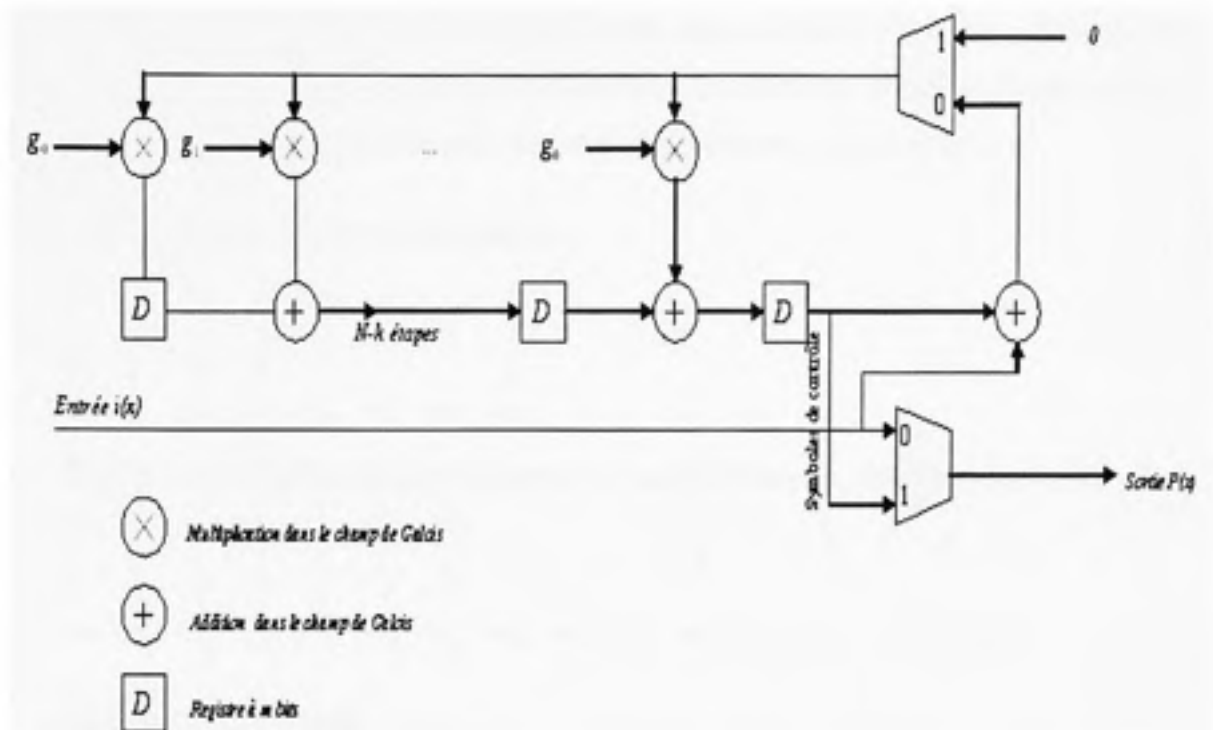 1
0
0
g₀
×
g₁
×
...
×
D
+
D
+
D
+
N-k étapes
Symboles de contrôle
Entrée i(x)
0
1
Sortie P(x)
× Multiplication dans le champ de Galois
+ Addition dans le champ de Galois
D Registre à m bits